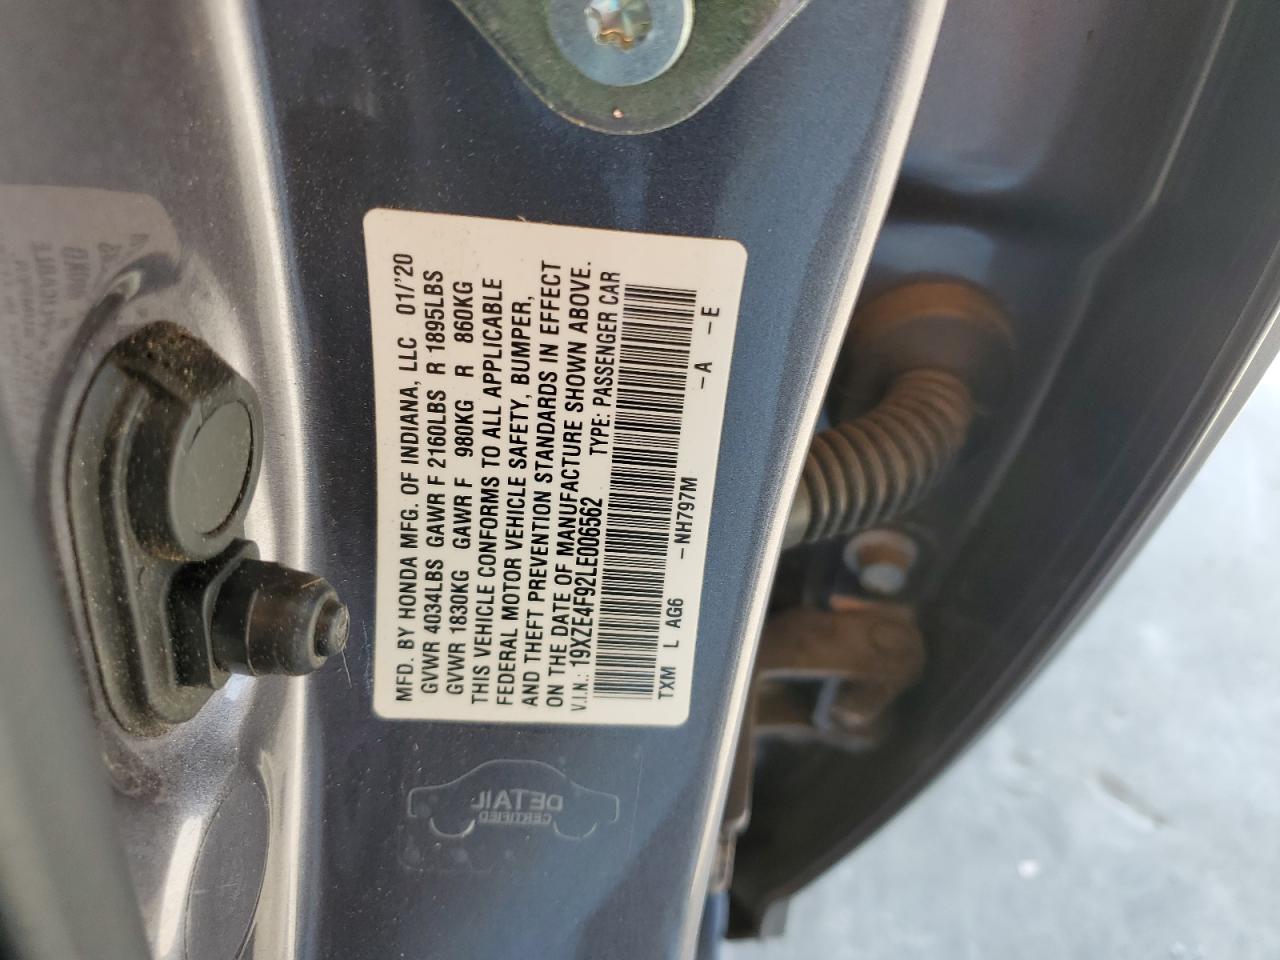 MFD. BY HONDA MFG. OF INDIANA, LLC 01/'20
GVWR 4034LBS GAWR F 2160LBS R 1895LBS
GVWR 1830KG GAWR F 980KG R 860KG
THIS VEHICLE CONFORMS TO ALL APPLICABLE
FEDERAL MOTOR VEHICLE SAFETY, BUMPER,
AND THEFT PREVENTION STANDARDS IN EFFECT
ON THE DATE OF MANUFACTURE SHOWN ABOVE.
V.I.N.: 19XZE4F92LE006562 TYPE: PASSENGER CAR
TXM L AG6 -NH797M -A -E
DETAIL
CERTIFIED